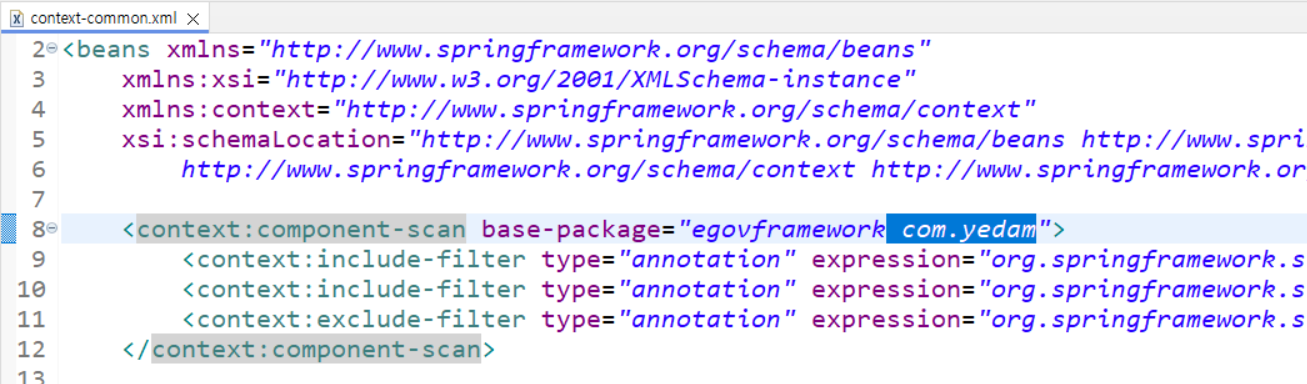 context-common.xml
2 <beans xmlns="http://www.springframework.org/schema/beans"
3 xmlns:xsi="http://www.w3.org/2001/XMLSchema-instance"
4 xmlns:context="http://www.springframework.org/schema/context"
5 xsi:schemaLocation="http://www.springframework.org/schema/beans http://www.spri
6 http://www.springframework.org/schema/context http://www.springframework.or
7
8 <context:component-scan base-package="egovframework com.yedam">
9 <context:include-filter type="annotation" expression="org.springframework.s
10 <context:include-filter type="annotation" expression="org.springframework.s
11 <context:exclude-filter type="annotation" expression="org.springframework.s
12 </context:component-scan>
13